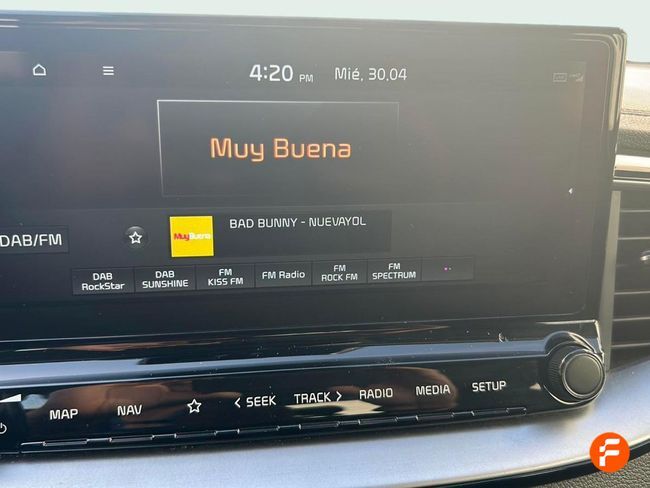 4:20 PM Mié, 30.04
Muy Buena
DAB/FM
MuyBuena
BAD BUNNY - NUEVAYOL
DAB RockStar
DAB SUNSHINE
FM KISS FM
FM Radio
FM ROCK FM
FM SPECTRUM
MAP
NAV
< SEEK
TRACK >
RADIO
MEDIA
SETUP